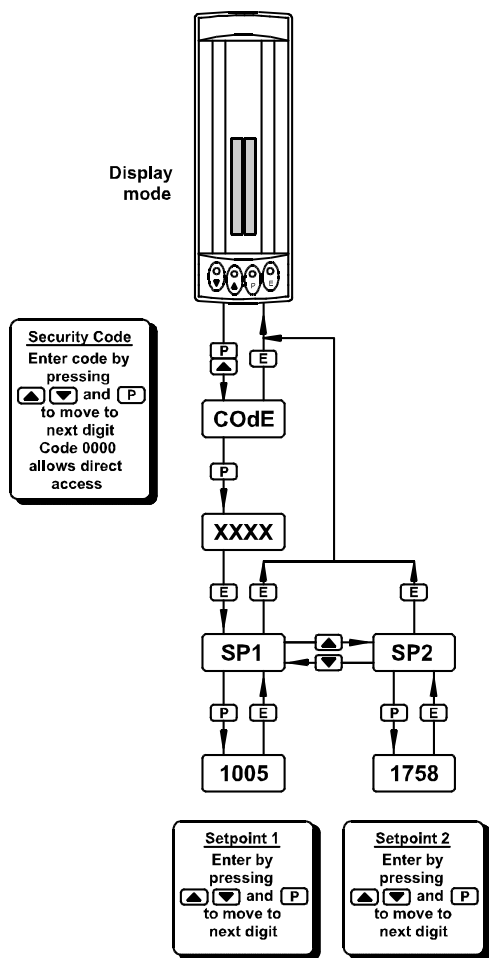 Display
mode
P E
Security Code
Enter code by
pressing
▲ ▼ and P
to move to
next digit
Code 0000
allows direct
access
P
▲
E
COdE
P
XXXX
E
E
E
SP1
▲
▼
SP2
P
E
P
E
1005
1758
Setpoint 1
Enter by
pressing
▲ ▼ and P
to move to
next digit
Setpoint 2
Enter by
pressing
▲ ▼ and P
to move to
next digit